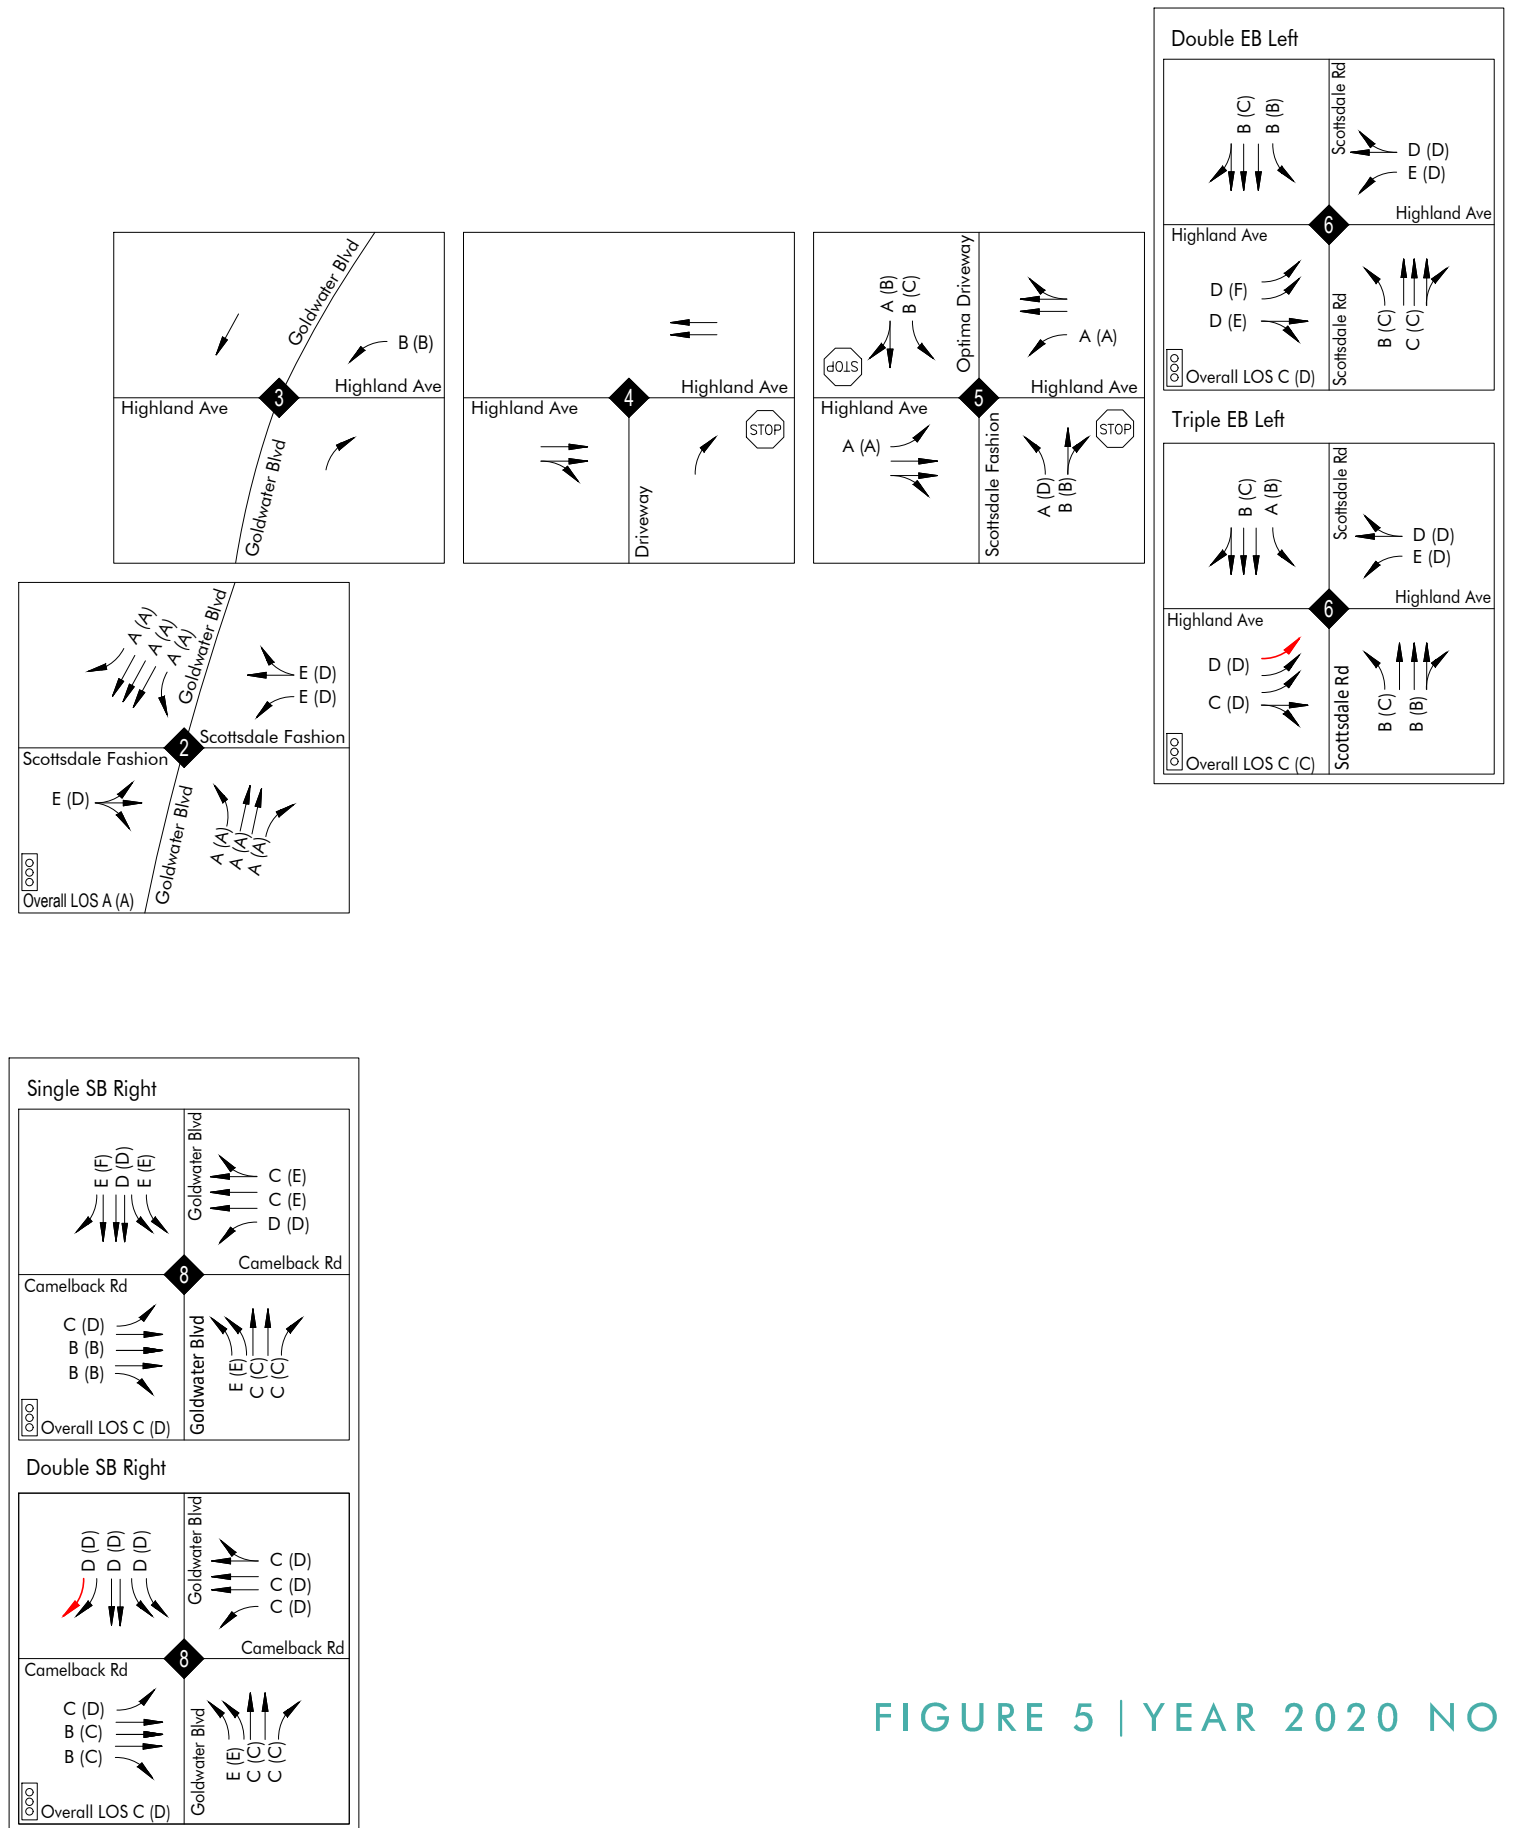 Double EB Left
B (C)
B (B)
Scottsdale Rd
D (D)
E (D)
Highland Ave
6
Highland Ave
D (F)
D (E)
Scottsdale Rd
B (C)
C (C)
Overall LOS C (D)
Goldwater Blvd
B (B)
Highland Ave
3
Highland Ave
Goldwater Blvd
Highland Ave
4
Highland Ave
STOP
Driveway
A (B)
B (C)
Optima Driveway
STOP
A (A)
Highland Ave
5
Highland Ave
A (A)
Scottsdale Fashion
A (D)
B (B)
STOP
Triple EB Left
B (C)
A (B)
Scottsdale Rd
D (D)
E (D)
Highland Ave
6
Highland Ave
D (D)
C (D)
Scottsdale Rd
B (C)
B (B)
Overall LOS C (C)
A (A)
A (A)
A (A)
Goldwater Blvd
E (D)
E (D)
Scottsdale Fashion
2
Scottsdale Fashion
E (D)
Goldwater Blvd
A (A)
A (A)
A (A)
Overall LOS A (A)
Single SB Right
E (F)
D (D)
E (E)
Goldwater Blvd
C (E)
C (E)
D (D)
Camelback Rd
8
Camelback Rd
C (D)
B (B)
B (B)
Goldwater Blvd
E (E)
C (C)
C (C)
Overall LOS C (D)
Double SB Right
D (D)
D (D)
D (D)
Goldwater Blvd
C (D)
C (D)
C (D)
Camelback Rd
8
Camelback Rd
C (D)
B (C)
B (C)
Goldwater Blvd
E (E)
C (C)
C (C)
Overall LOS C (D)
FIGURE 5 | YEAR 2020 NO